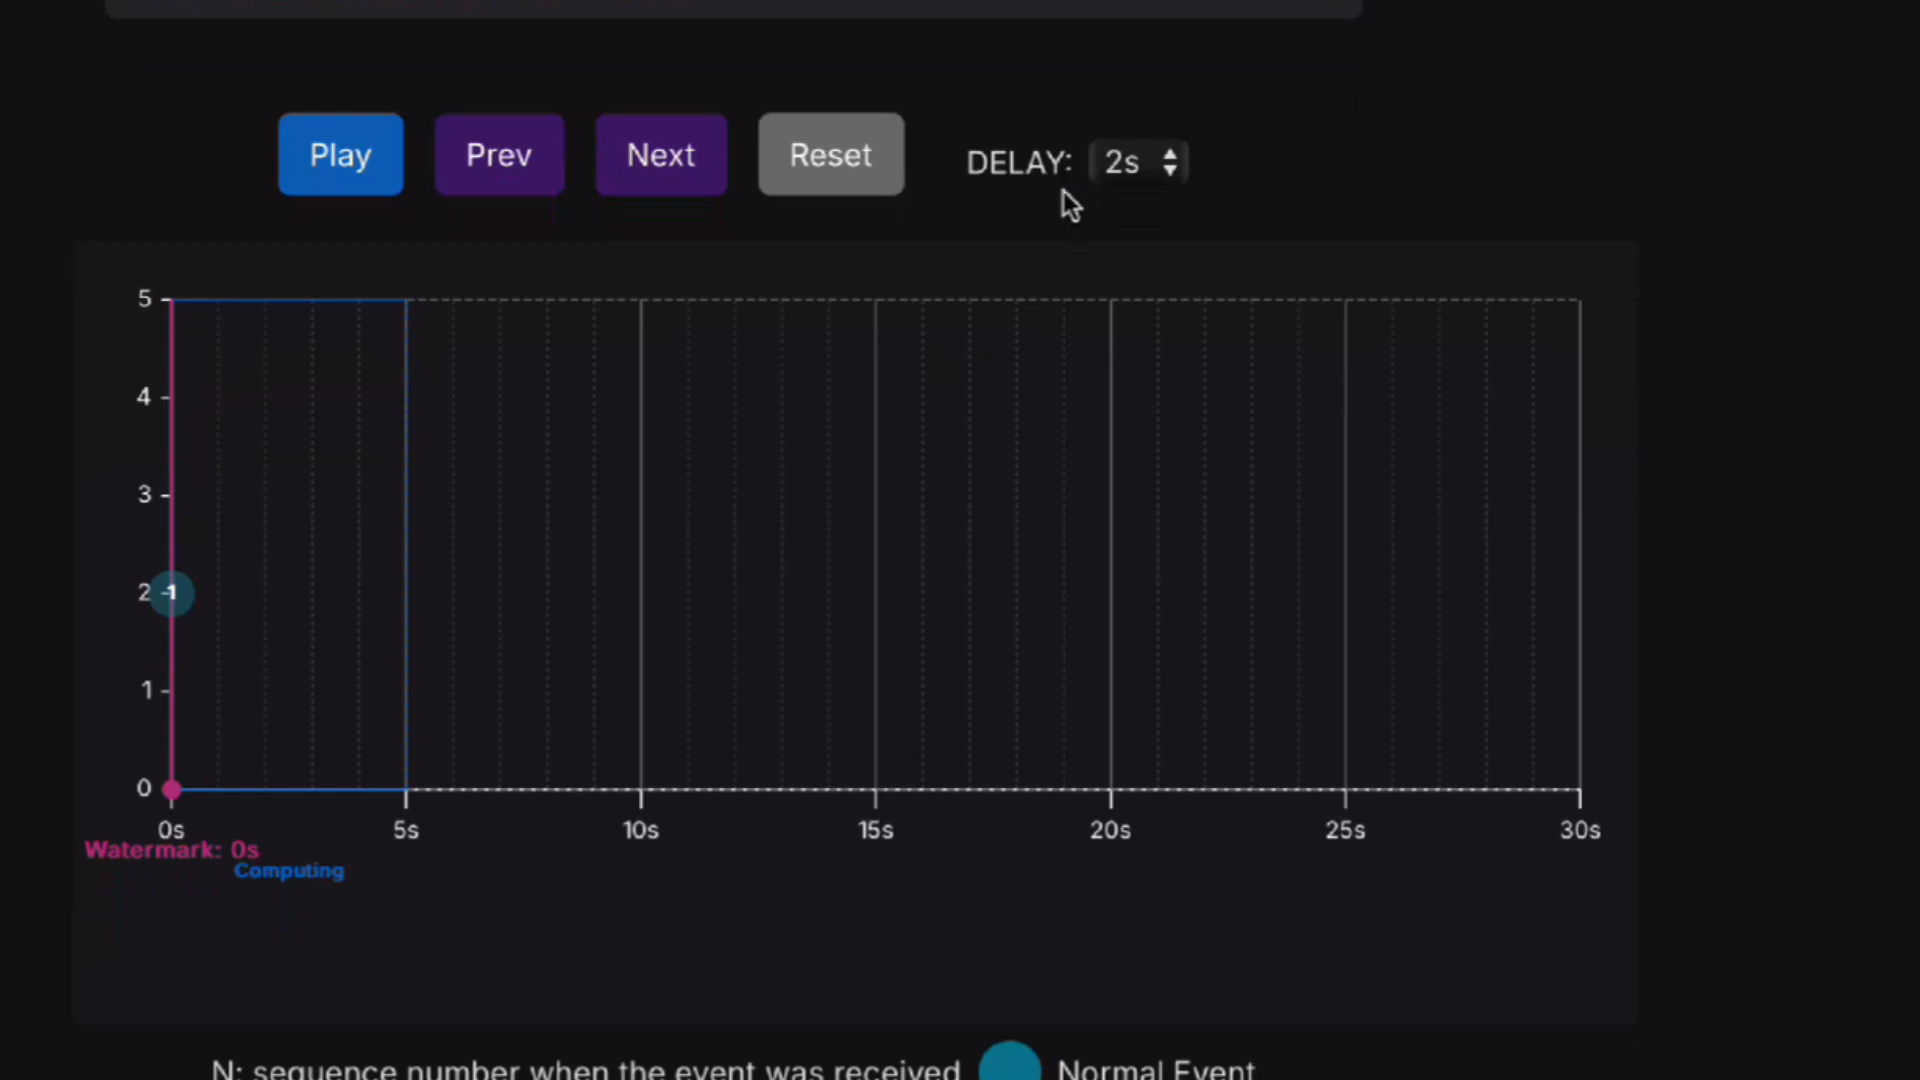 Play Prev Next Reset DELAY: 2s
5
4
3
2 1
1
0
0s 5s 10s 15s 20s 25s 30s
Watermark: 0s
Computing
N: sequence number when the event was received Normal Event